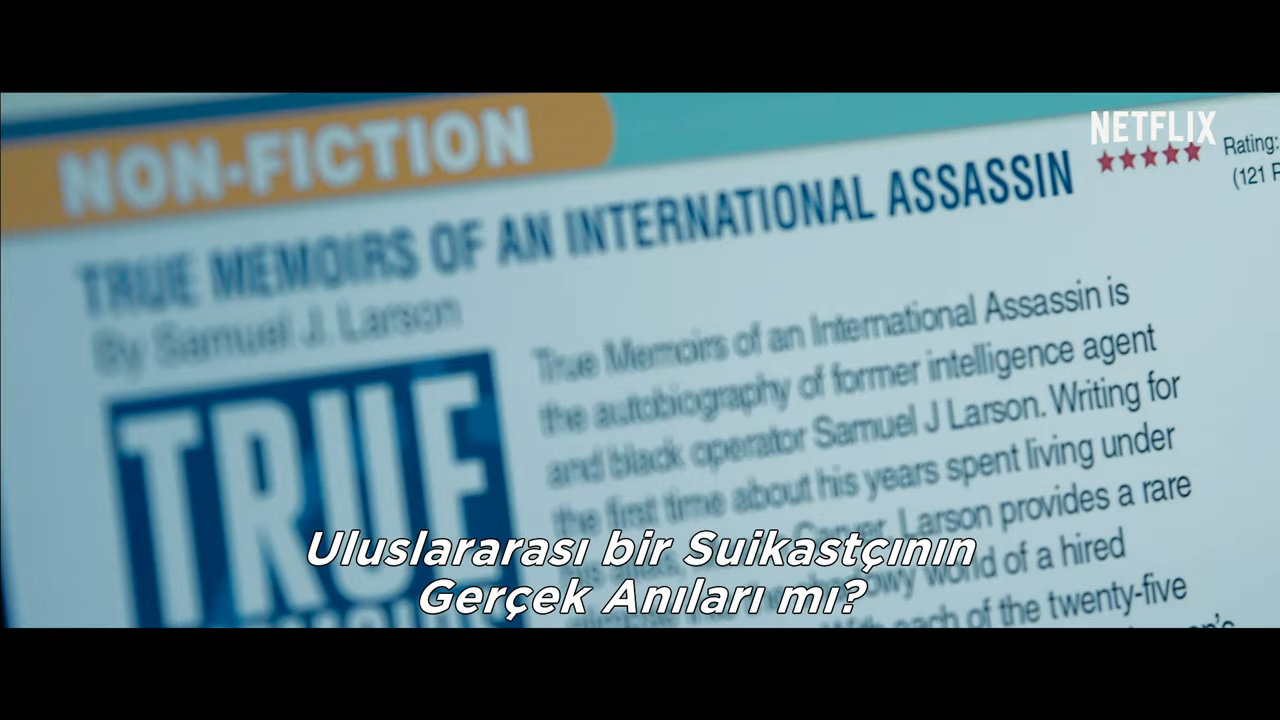 NETFLIX
NON-FICTION
Rating:
(121
TRUE MEMOIRS OF AN INTERNATIONAL ASSASSIN
By Samuel J. Larson
TRUE
True Memoirs of an International Assassin is
the autobiography of former intelligence agent
and black operator Samuel J Larson. Writing for
the first time about his years spent living under
Carver, Larson provides a rare
world of a hired
each of the twenty-five
Uluslararası bir Suikastçının
Gerçek Anıları mı?